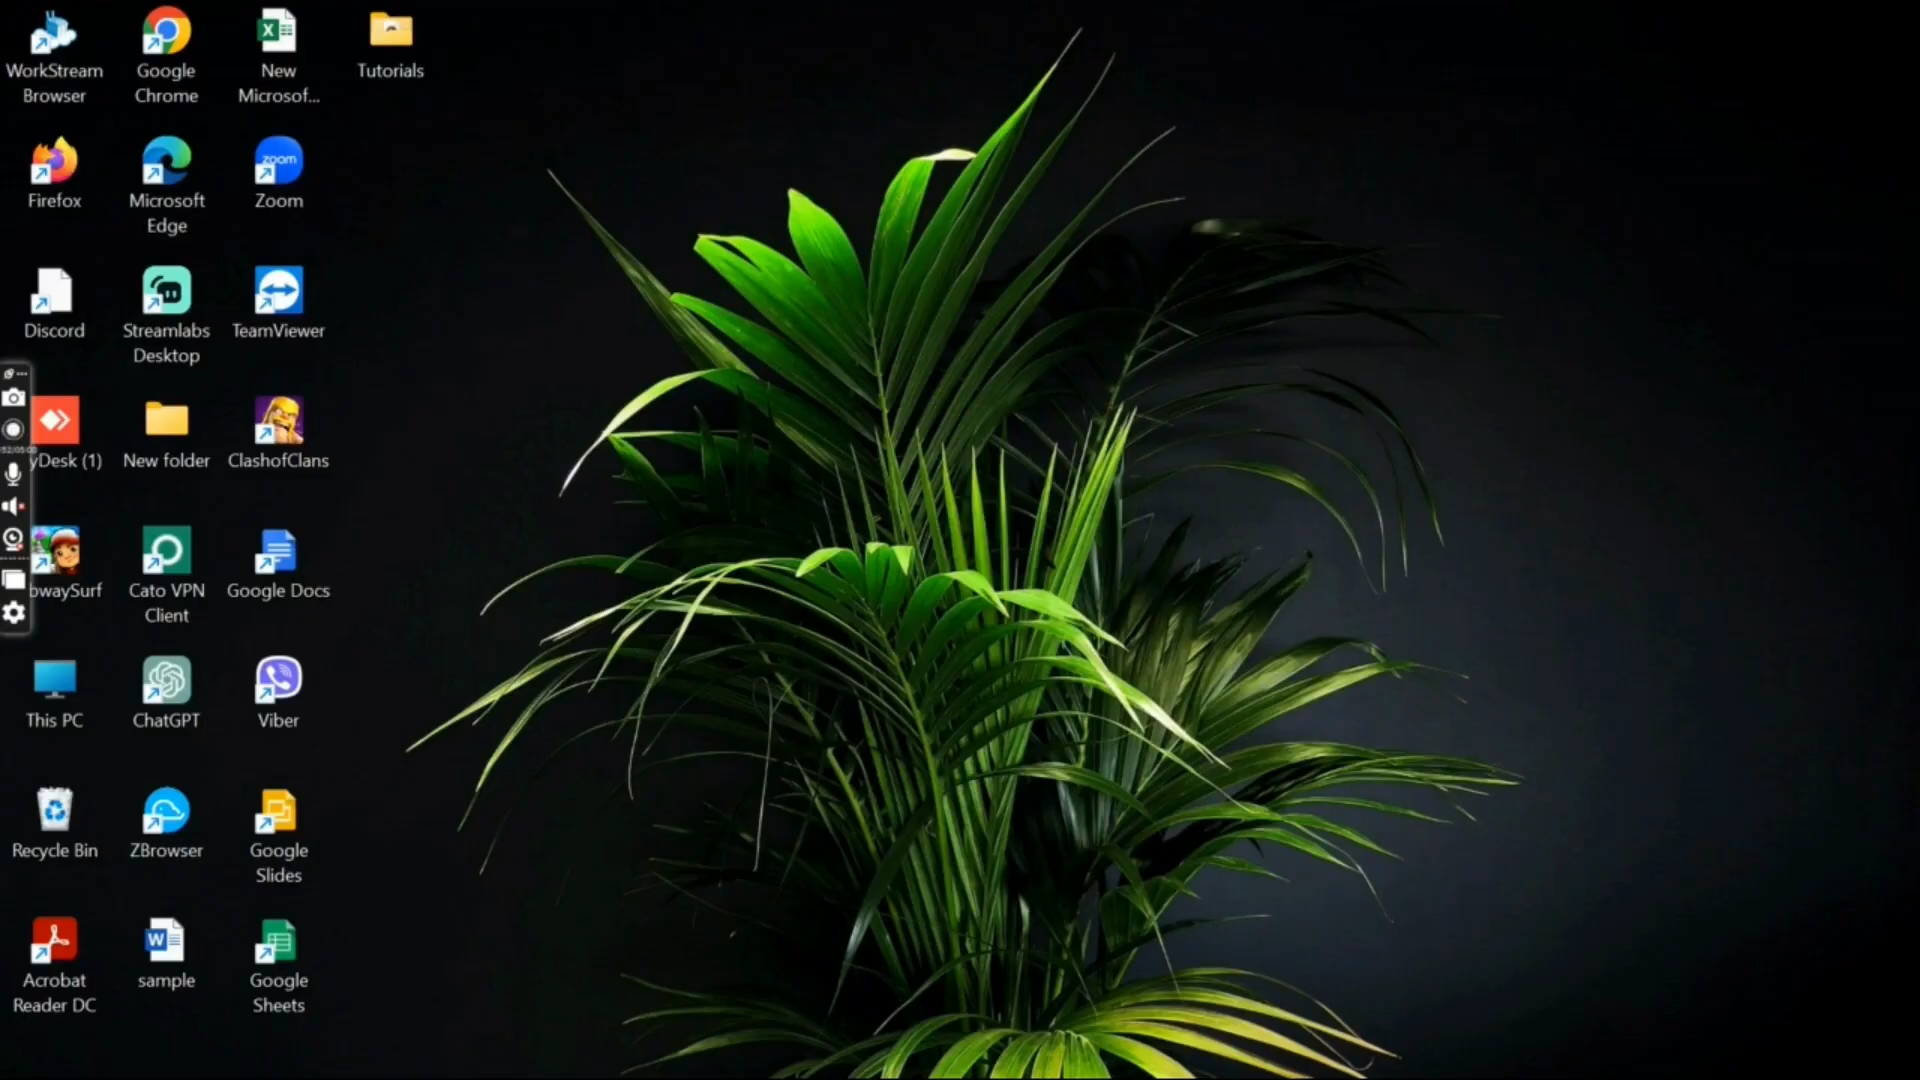 WorkStream
Browser
Google
Chrome
New
Microsof...
Tutorials
Firefox
Microsoft
Edge
zoom
Zoom
Discord
Streamlabs
Desktop
TeamViewer
yDesk (1)
New folder
ClashofClans
bwaySurf
Cato VPN
Client
Google Docs
This PC
ChatGPT
Viber
Recycle Bin
ZBrowser
Google
Slides
Acrobat
Reader DC
sample
Google
Sheets